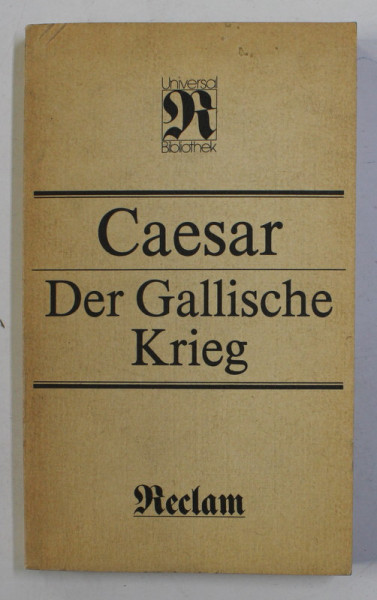 Universal
R
Bibliothek
Caesar
Der Gallische
Krieg
Reclam